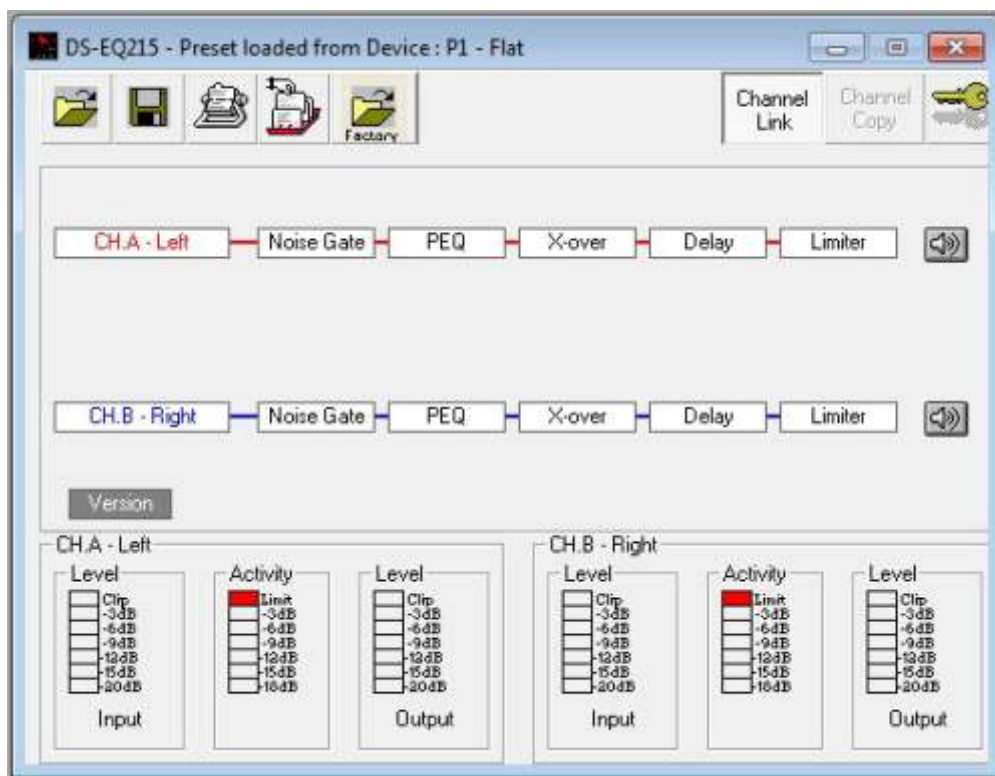 DS-EQ215 - Preset loaded from Device : P1 - Flat
Factory
Channel Link
Channel Copy
CH.A - Left Noise Gate PEQ X-over Delay Limiter
CH.B - Right Noise Gate PEQ X-over Delay Limiter
Version
CH.A - Left CH.B - Right
Level Activity Level Level Activity Level
Clip Limit Clip Clip Limit Clip
-3dB -3dB -3dB -3dB -3dB -3dB
-6dB -6dB -6dB -6dB -6dB -6dB
-9dB -9dB -9dB -9dB -9dB -9dB
-12dB -12dB -12dB -12dB -12dB -12dB
-15dB -15dB -15dB -15dB -15dB -15dB
-20dB -18dB -20dB -20dB -18dB -20dB
Input Output Input Output